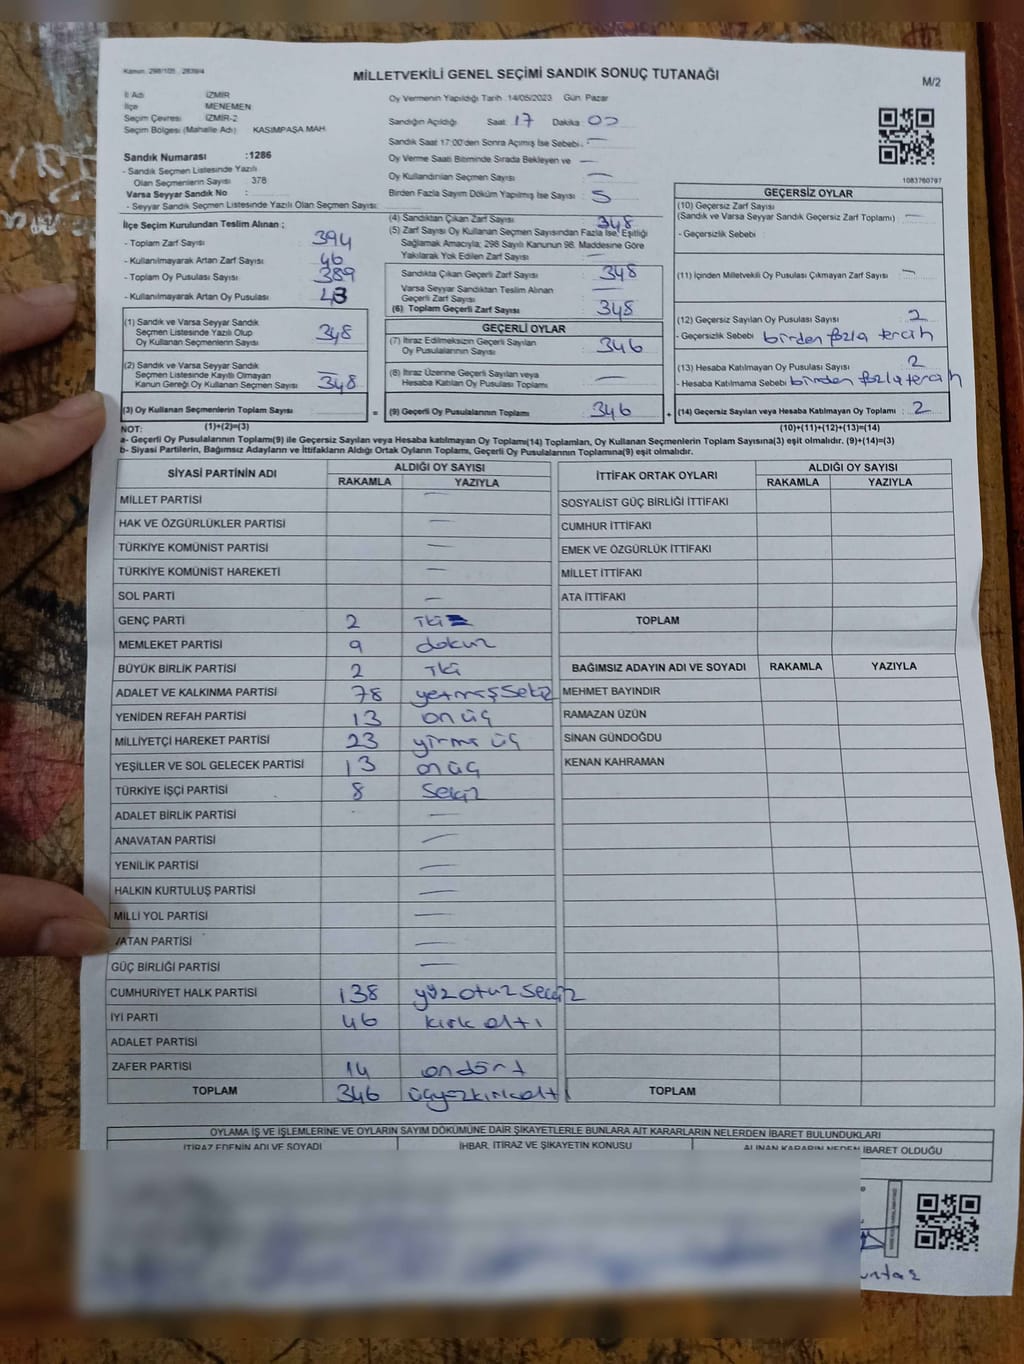 Kanun. 298/105 , 2839/4
MİLLETVEKİLİ GENEL SEÇİMİ SANDIK SONUÇ TUTANAĞI
M/2
İl Adı İZMİR
İlçe MENEMEN
Seçim Çevresi İZMİR-2
Seçim Bölgesi (Mahalle Adı) KASIMPAŞA MAH.
Sandık Numarası :1286
- Sandık Seçmen Listesinde Yazılı
Olan Seçmenlerin Sayısı 378
Varsa Seyyar Sandık No :
- Seyyar Sandık Seçmen Listesinde Yazılı Olan Seçmen Sayısı:
Oy Vermenin Yapıldığı Tarih :14/05/2023 Gün: Pazar
Sandığın Açıldığı Saat: 17 Dakika: 00
Sandık Saat 17:00'den Sonra Açılmış İse Sebebi : —
Oy Verme Saati Bitiminde Sırada Bekleyen ve —
Oy Kullandırılan Seçmen Sayısı —
Birden Fazla Sayım Döküm Yapılmış İse Sayısı : 5
1083760797
İlçe Seçim Kurulundan Teslim Alınan ;
- Toplam Zarf Sayısı 394
- Kullanılmayarak Artan Zarf Sayısı 46
- Toplam Oy Pusulası Sayısı 389
- Kullanılmayarak Artan Oy Pusulası 43
(1) Sandık ve Varsa Seyyar Sandık
Seçmen Listesinde Yazılı Olup
Oy Kullanan Seçmenlerin Sayısı 348
(2) Sandık ve Varsa Seyyar Sandık
Seçmen Listesinde Kayıtlı Olmayan —
Kanun Gereği Oy Kullanan Seçmen Sayısı 348
(3) Oy Kullanan Seçmenlerin Toplam Sayısı =
(1)+(2)=(3)
(4) Sandıktan Çıkan Zarf Sayısı 348
(5) Zarf Sayısı Oy Kullanan Seçmen Sayısından Fazla İse, Eşitliği
Sağlamak Amacıyla; 298 Sayılı Kanunun 98. Maddesine Göre
Yakılarak Yok Edilen Zarf Sayısı —
Sandıkta Çıkan Geçerli Zarf Sayısı 348
Varsa Seyyar Sandıktan Teslim Alınan
Geçerli Zarf Sayısı —
(6) Toplam Geçerli Zarf Sayısı 348
GEÇERLİ OYLAR
(7) İtiraz Edilmeksizin Geçerli Sayılan
Oy Pusulalarının Sayısı 346
(8) İtiraz Üzerine Geçerli Sayılan veya
Hesaba Katılan Oy Pusulası Toplamı —
(9) Geçerli Oy Pusulalarının Toplamı 346 +
GEÇERSİZ OYLAR
(10) Geçersiz Zarf Sayısı
(Sandık ve Varsa Seyyar Sandık Geçersiz Zarf Toplamı) : —
- Geçersizlik Sebebi :
(11) İçinden Milletvekili Oy Pusulası Çıkmayan Zarf Sayısı : —
(12) Geçersiz Sayılan Oy Pusulası Sayısı : 2
- Geçersizlik Sebebi : birden fazla tercih
(13) Hesaba Katılmayan Oy Pusulası Sayısı : 2
- Hesaba Katılmama Sebebi : birden fazla tercih
(14) Geçersiz Sayılan veya Hesaba Katılmayan Oy Toplamı : 2
(10)+(11)+(12)+(13)=(14)
NOT:
a- Geçerli Oy Pusulalarının Toplamı(9) ile Geçersiz Sayılan veya Hesaba katılmayan Oy Toplamı(14) Toplamları, Oy Kullanan Seçmenlerin Toplam Sayısına(3) eşit olmalıdır. (9)+(14)=(3)
b- Siyasi Partilerin, Bağımsız Adayların ve İttifakların Aldığı Ortak Oyların Toplamı, Geçerli Oy Pusulalarının Toplamına(9) eşit olmalıdır.
SİYASİ PARTİNİN ADI ALDIĞI OY SAYISI
RAKAMLA YAZIYLA
MİLLET PARTİSİ —
HAK VE ÖZGÜRLÜKLER PARTİSİ —
TÜRKİYE KOMÜNİST PARTİSİ —
TÜRKİYE KOMÜNİST HAREKETİ —
SOL PARTİ —
GENÇ PARTİ 2 İki
MEMLEKET PARTİSİ 9 dokuz
BÜYÜK BİRLİK PARTİSİ 2 İki
ADALET VE KALKINMA PARTİSİ 78 yetmişsekiz
YENİDEN REFAH PARTİSİ 13 onüç
MİLLİYETÇİ HAREKET PARTİSİ 23 yirmi üç
YEŞİLLER VE SOL GELECEK PARTİSİ 13 onüç
TÜRKİYE İŞÇİ PARTİSİ 8 Sekiz
ADALET BİRLİK PARTİSİ —
ANAVATAN PARTİSİ —
YENİLİK PARTİSİ —
HALKIN KURTULUŞ PARTİSİ —
MİLLİ YOL PARTİSİ —
VATAN PARTİSİ —
GÜÇ BİRLİĞİ PARTİSİ —
CUMHURİYET HALK PARTİSİ 138 yüzotuzsekiz
İYİ PARTİ 46 kırk altı
ADALET PARTİSİ
ZAFER PARTİSİ 14 ondört
TOPLAM 346 üçyüzkırkaltı
İTTİFAK ORTAK OYLARI ALDIĞI OY SAYISI
RAKAMLA YAZIYLA
SOSYALİST GÜÇ BİRLİĞİ İTTİFAKI
CUMHUR İTTİFAKI
EMEK VE ÖZGÜRLÜK İTTİFAKI
MİLLET İTTİFAKI
ATA İTTİFAKI
TOPLAM
BAĞIMSIZ ADAYIN ADI VE SOYADI RAKAMLA YAZIYLA
MEHMET BAYINDIR
RAMAZAN ÜZÜN
SİNAN GÜNDOĞDU
KENAN KAHRAMAN
TOPLAM
OYLAMA İŞ VE İŞLEMLERİNE VE OYLARIN SAYIM DÖKÜMÜNE DAİR ŞİKAYETLERLE BUNLARA AİT KARARLARIN NELERDEN İBARET BULUNDUKLARI
İTİRAZ EDENİN ADI VE SOYADI İHBAR, İTİRAZ VE ŞİKAYETİN KONUSU ALINAN KARARIN NEDEN İBARET OLDUĞU